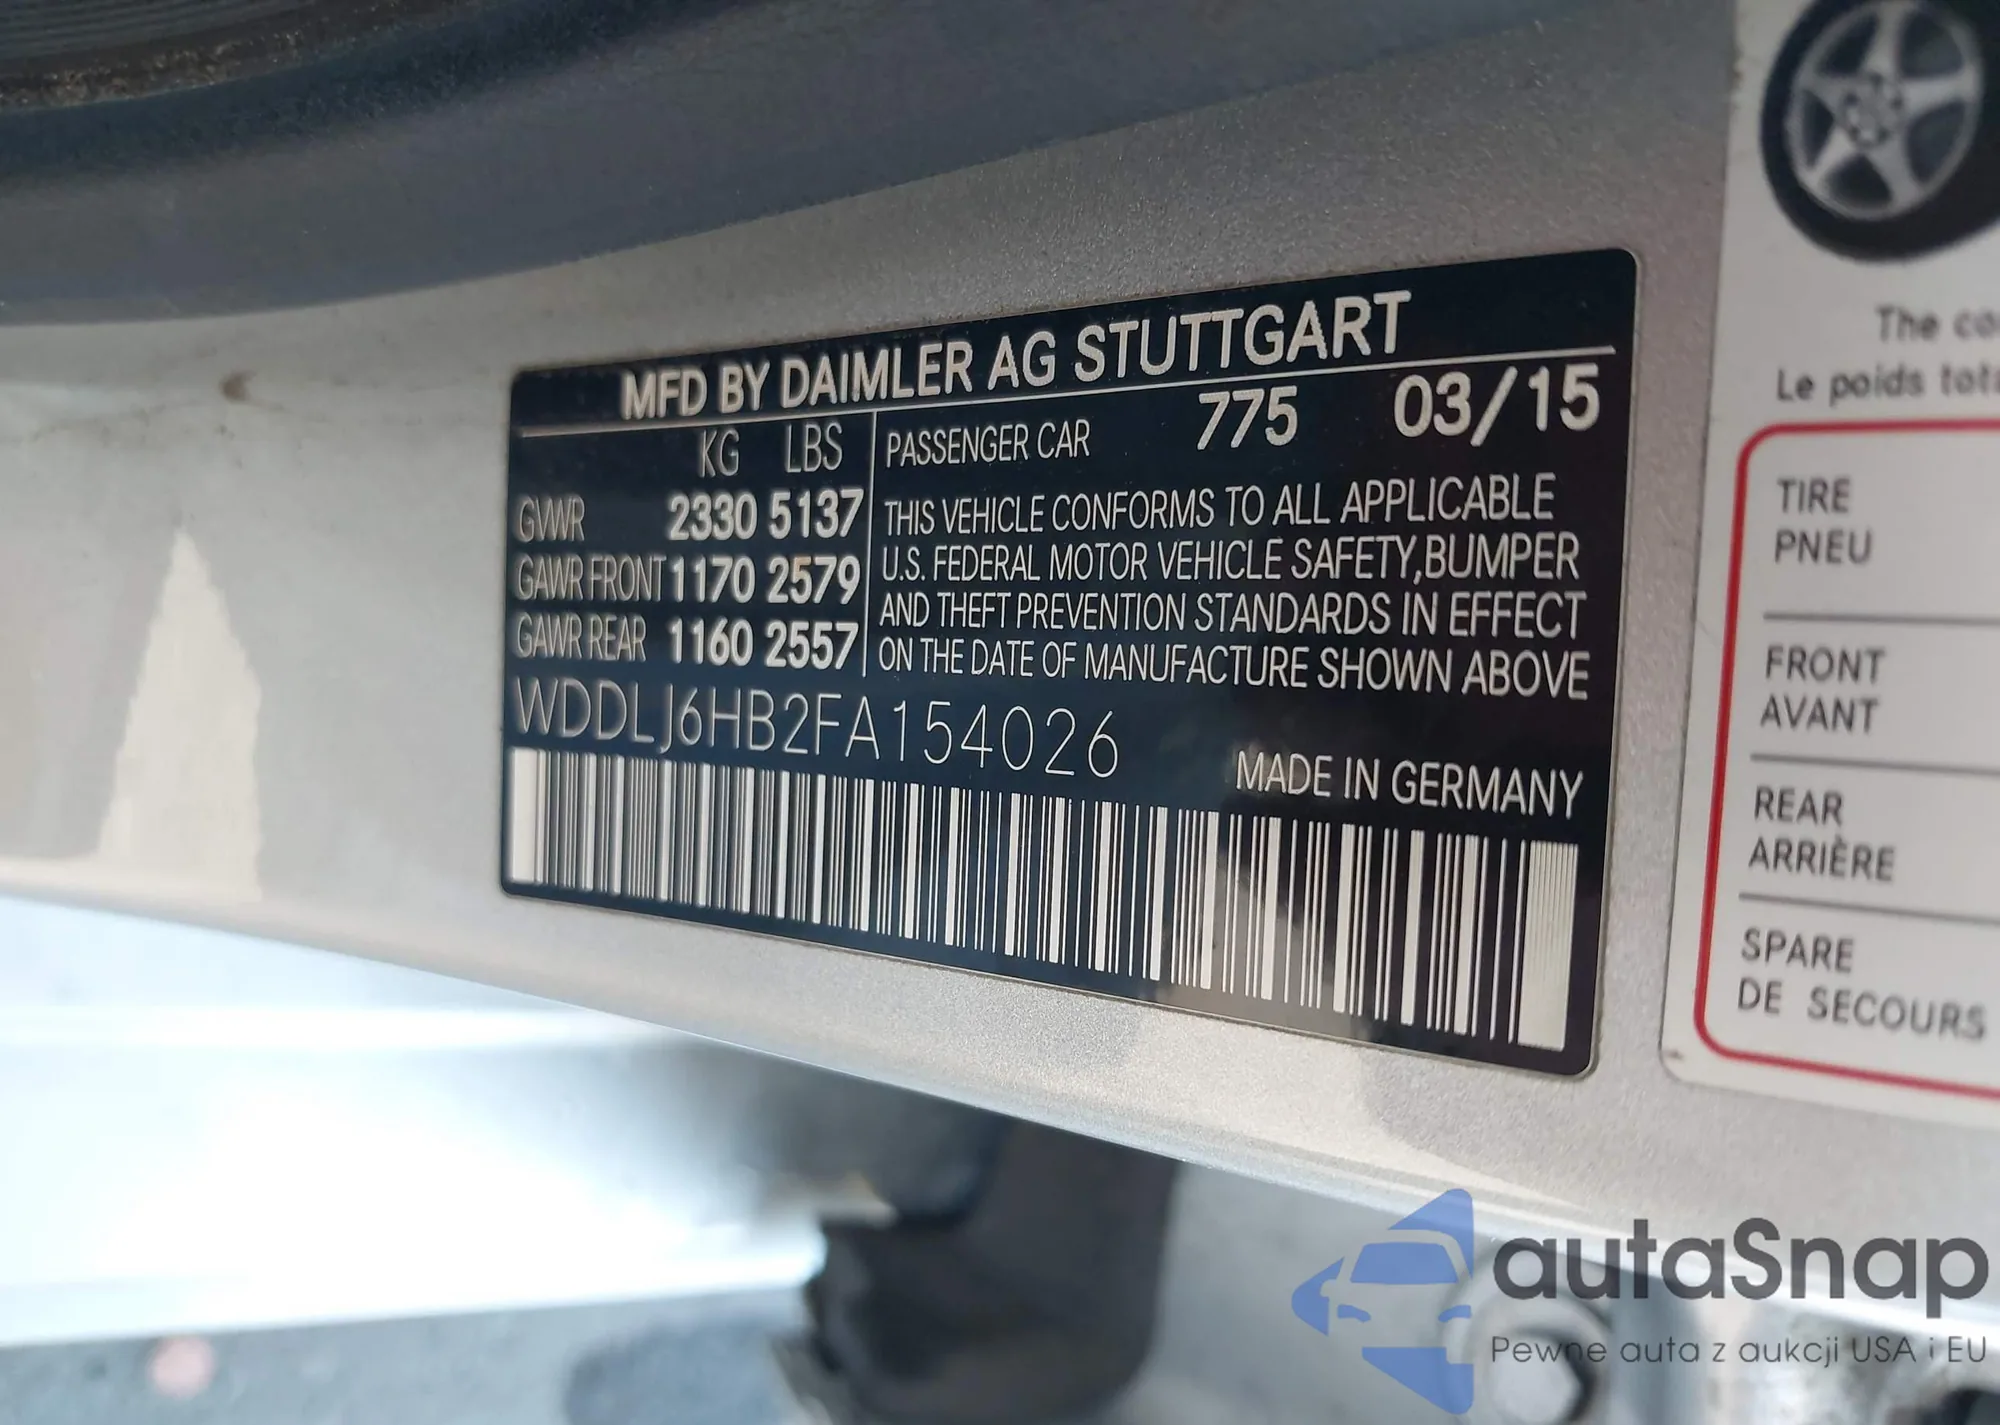 MFD BY DAIMLER AG STUTTGART
KG LBS
GVWR 2330 5137
GAWR FRONT 1170 2579
GAWR REAR 1160 2557
PASSENGER CAR 775 03/15
THIS VEHICLE CONFORMS TO ALL APPLICABLE
U.S. FEDERAL MOTOR VEHICLE SAFETY, BUMPER
AND THEFT PREVENTION STANDARDS IN EFFECT
ON THE DATE OF MANUFACTURE SHOWN ABOVE
WDDLJ6HB2FA154026
MADE IN GERMANY
The
Le poids
TIRE
PNEU
FRONT
AVANT
REAR
ARRIÈRE
SPARE
DE SECOURS
autaSnap
Pewne auta z aukcji USA i EU